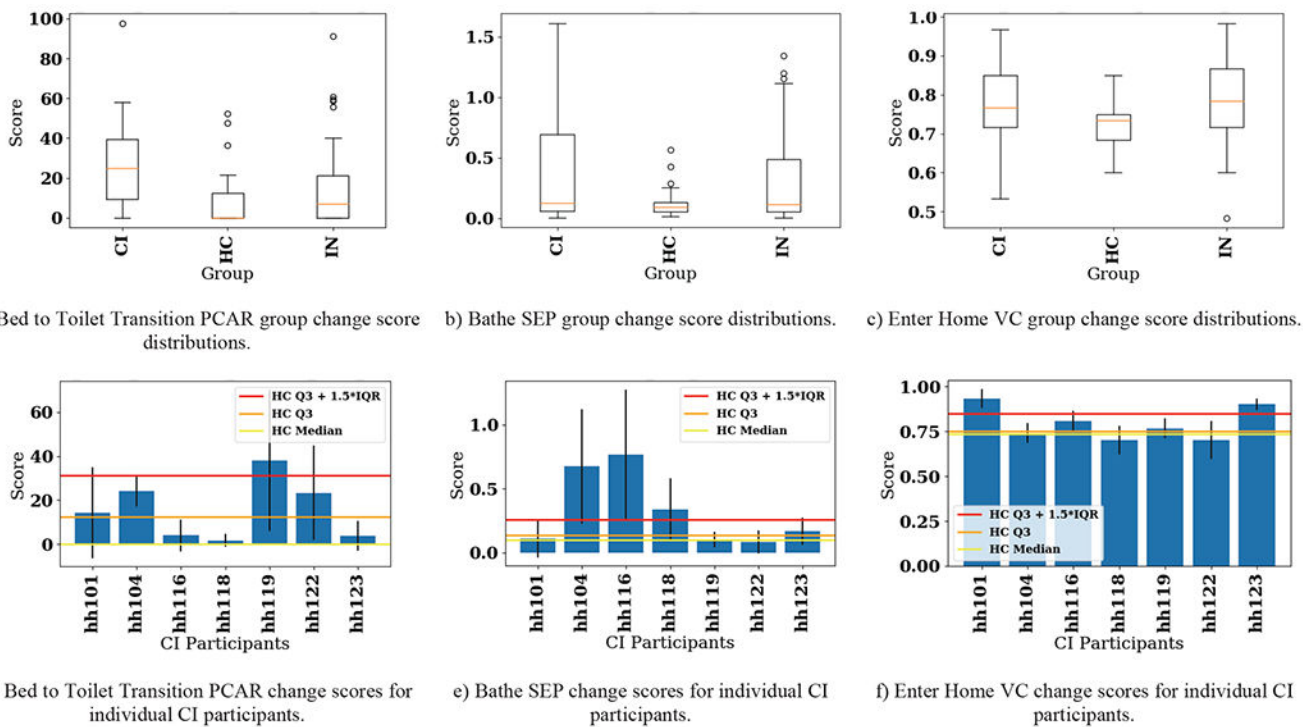 100
80
60
40
20
0
Score
CI
HC
IN
Group
1.5
1.0
0.5
0.0
Score
CI
HC
IN
Group
1.0
0.9
0.8
0.7
0.6
0.5
Score
CI
HC
IN
Group
Bed to Toilet Transition PCAR group change score
distributions.
b) Bathe SEP group change score distributions.
c) Enter Home VC group change score distributions.
60
40
20
0
Score
HC Q3 + 1.5*IQR
HC Q3
HC Median
hh101
hh104
hh116
hh118
hh119
hh122
hh123
CI Participants
1.0
0.5
0.0
Score
HC Q3 + 1.5*IQR
HC Q3
HC Median
hh101
hh104
hh116
hh118
hh119
hh122
hh123
CI Participants
1.00
0.75
0.50
0.25
0.00
Score
HC Q3 + 1.5*IQR
HC Q3
HC Median
hh101
hh104
hh116
hh118
hh119
hh122
hh123
CI Participants
Bed to Toilet Transition PCAR change scores for
individual CI participants.
e) Bathe SEP change scores for individual CI
participants.
f) Enter Home VC change scores for individual CI
participants.